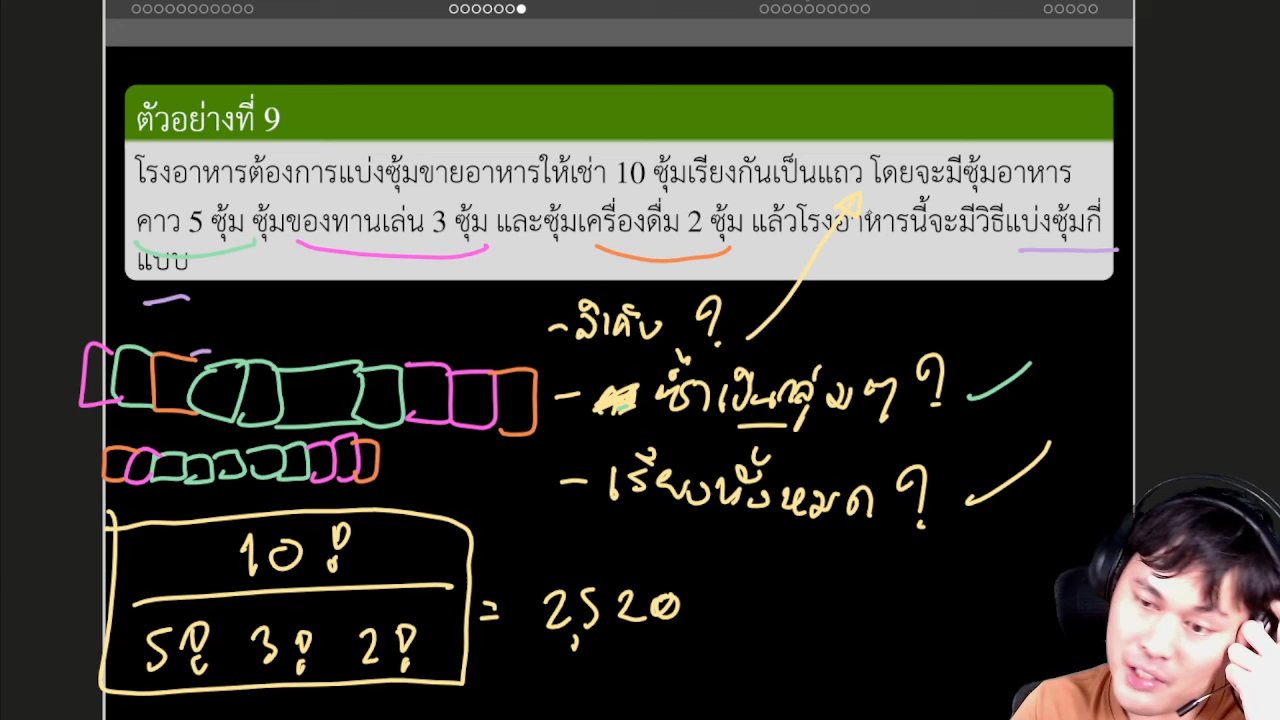 ตัวอย่างที่ 9
โรงอาหารต้องการแบ่งซุ้มขายอาหารให้เช่า 10 ซุ้มเรียงกันเป็นแถว โดยจะมีซุ้มอาหาร
คาว 5 ซุ้ม ซุ้มของทานเล่น 3 ซุ้ม และซุ้มเครื่องดื่ม 2 ซุ้ม แล้วโรงอาหารนี้จะมีวิธีแบ่งซุ้มกี่
แบบ
- ลำดับ ?
- ซ้ำเป็นกลุ่มๆ ?
- เรียงทั้งหมด ?
10!
5! 3! 2!
= 2,520